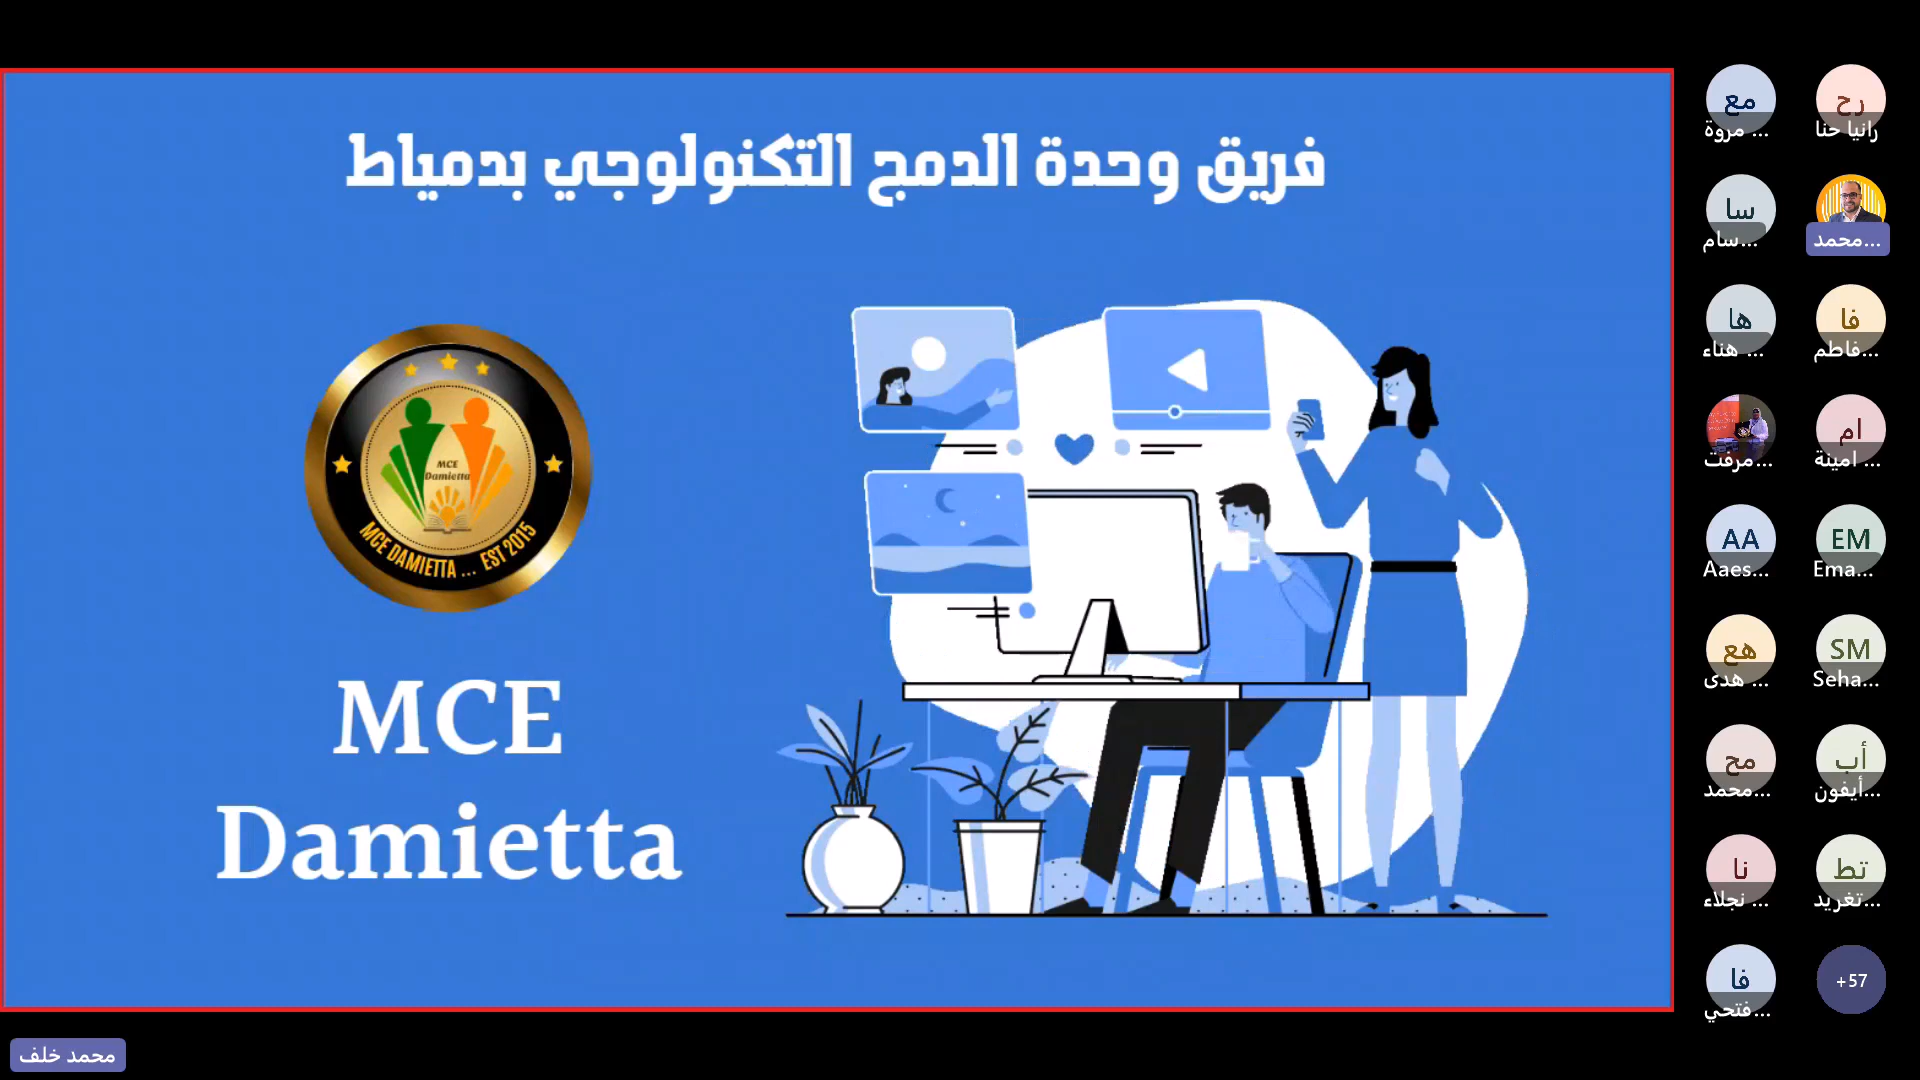 فريق وحدة الدمج التكنولوجي بدمياط
MCE
Damietta
MCE DAMIETTA ... EST 2015
MCE
Damietta
مع
مروة ...
رح
رانيا حنا
سا
سام...
محمد...
ها
هناء ...
فا
فاطم...
مرفت...
ام
امينة ...
AA
Aaes...
EM
Ema...
هع
هدى ...
SM
Seha...
مح
محمد...
أب
أيفون...
نا
نجلاء ...
تط
تغريد...
فا
فتحي...
+57
محمد خلف